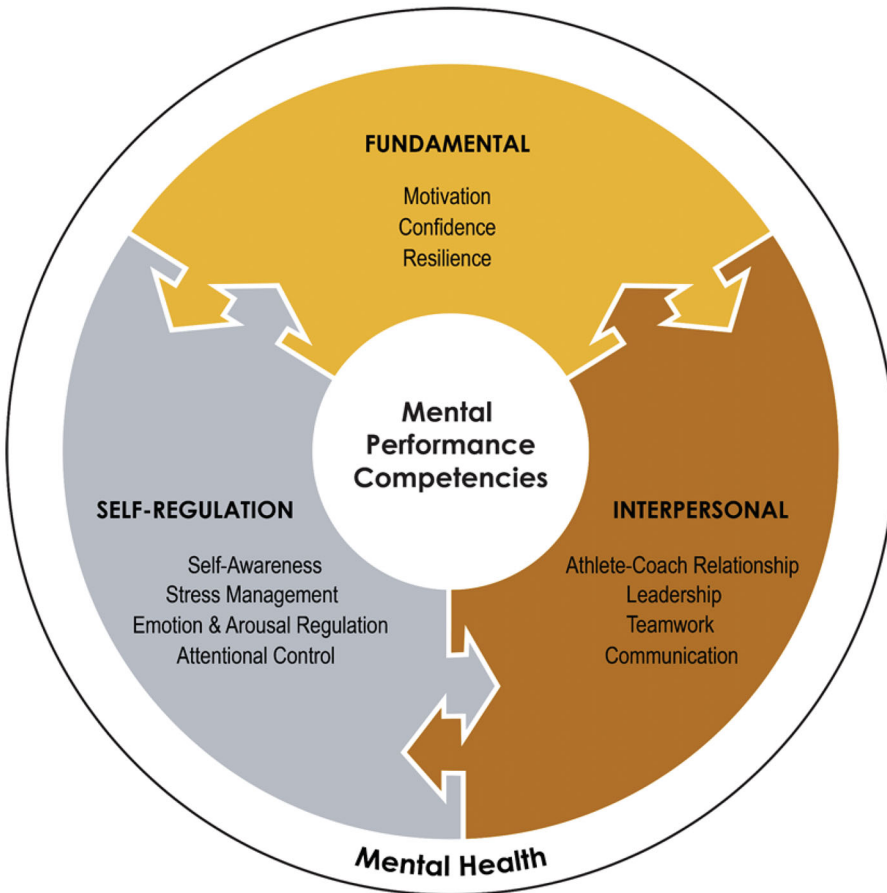 FUNDAMENTAL
Motivation
Confidence
Resilience
Mental
Performance
Competencies
SELF-REGULATION
Self-Awareness
Stress Management
Emotion & Arousal Regulation
Attentional Control
INTERPERSONAL
Athlete-Coach Relationship
Leadership
Teamwork
Communication
Mental Health